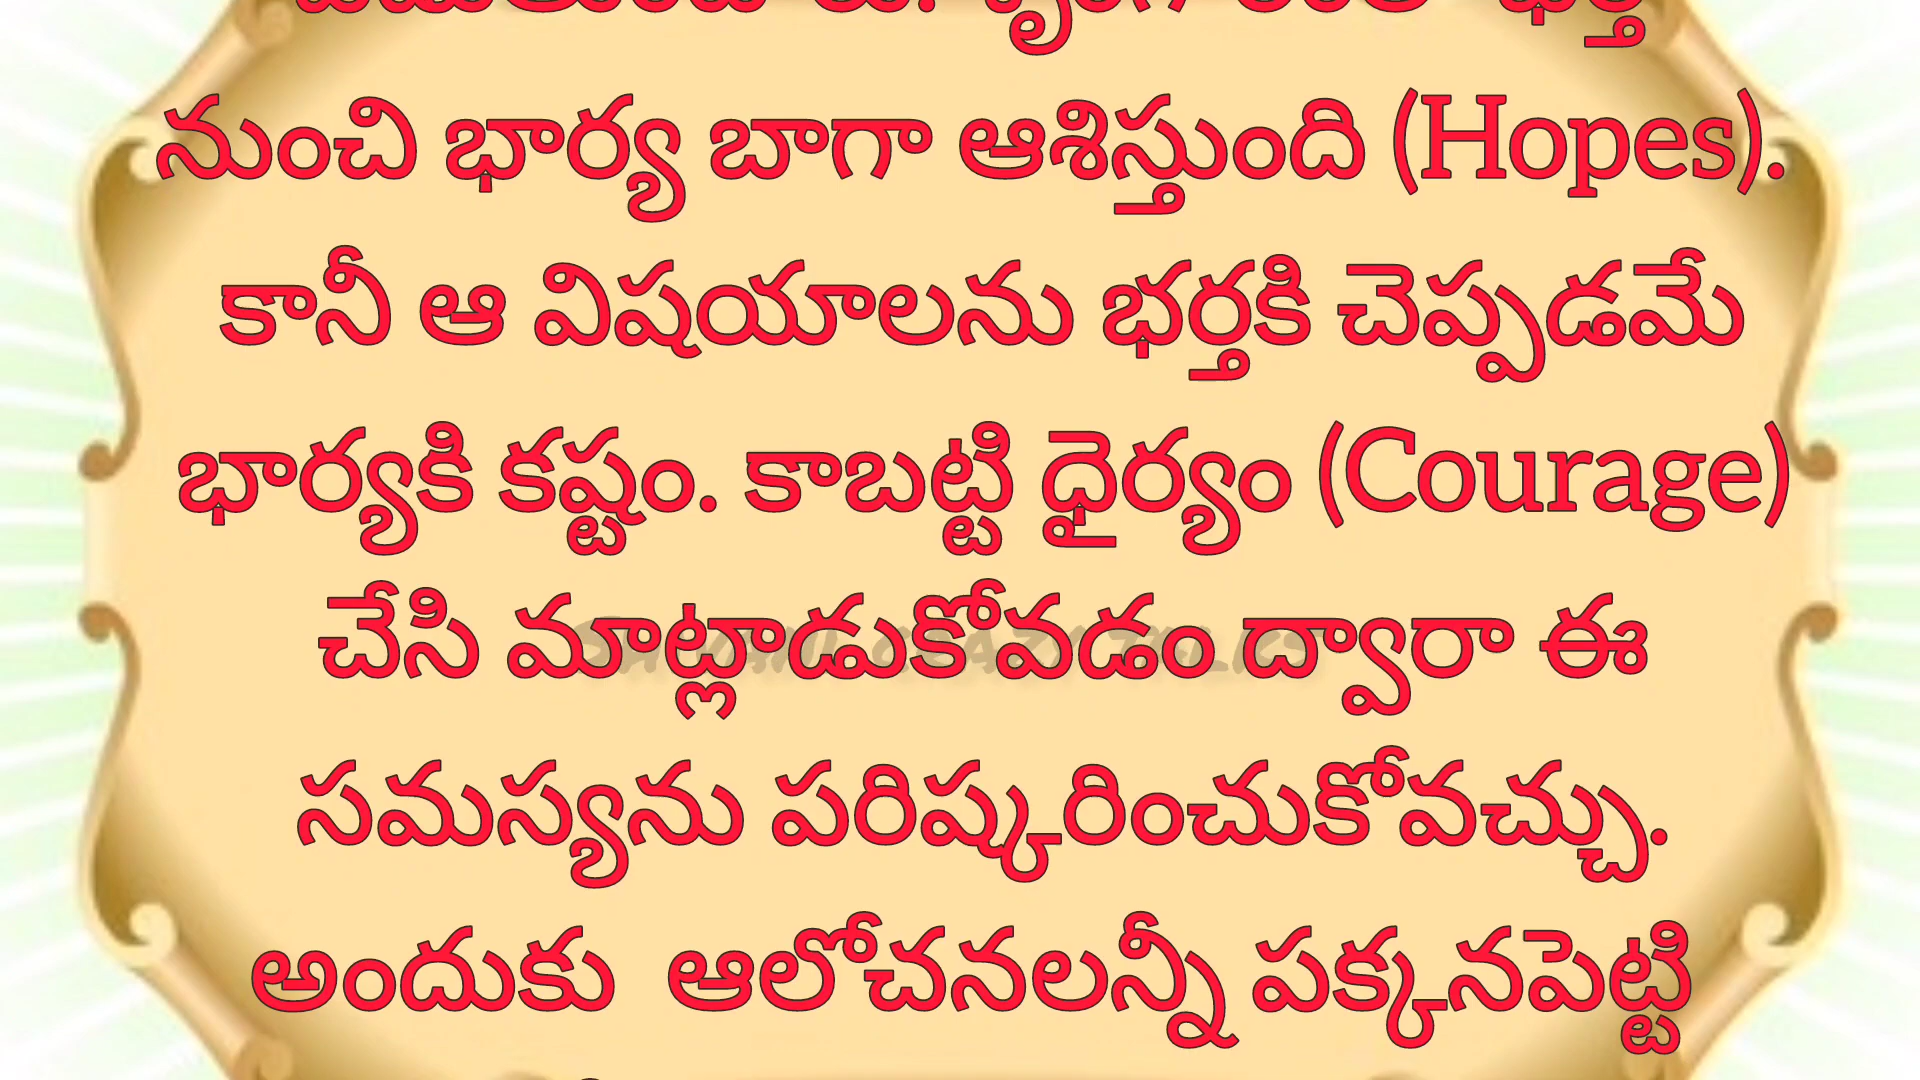 భర్త
నుంచి భార్య బాగా ఆశిస్తుంది (Hopes).
కానీ ఆ విషయాలను భర్తకి చెప్పడమే
భార్యకి కష్టం. కాబట్టి ధైర్యం (Courage)
చేసి మాట్లాడుకోవడం ద్వారా ఈ
సమస్యను పరిష్కరించుకోవచ్చు.
అందుకు  ఆలోచనలన్నీ పక్కనపెట్టి